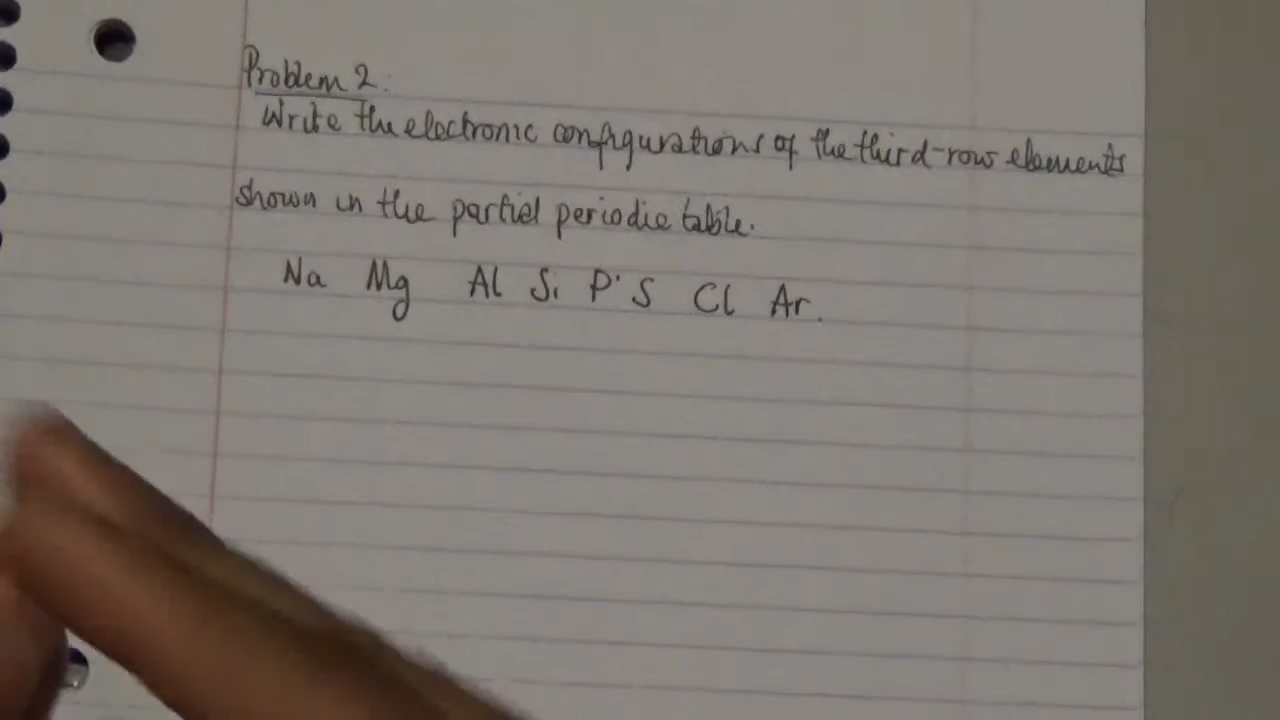 Problem 2:
Write the electronic configurations of the third-row elements
shown in the partial periodic table.
Na Mg Al Si P S Cl Ar.